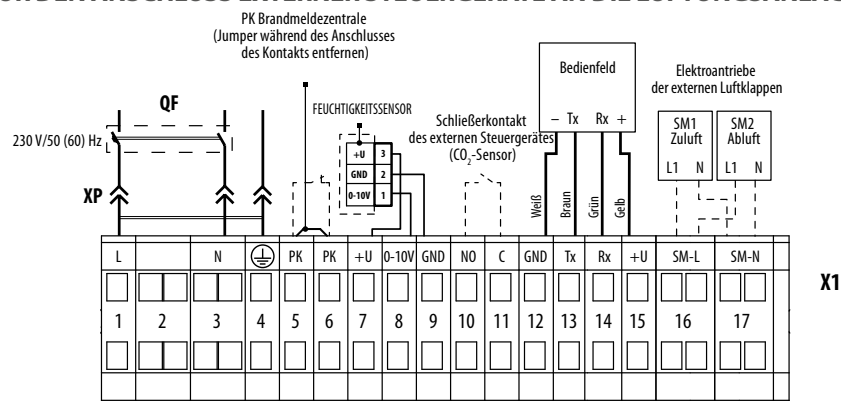 PK Brandmeldezentrale
(Jumper während des Anschlusses
des Kontakts entfernen)
QF
230 V/50 (60) Hz
XP
FEUCHTIGKEITSSENSOR
+U 3
GND 2
0-10V 1
Schließerkontakt
des externen Steuergerätes
(CO2-Sensor)
Bedienfeld
– Tx Rx +
Weiß
Braun
Grün
Gelb
Elektroantriebe
der externen Luftklappen
SM1
Zuluft
L1 N
SM2
Abluft
L1 N
L N PK PK +U 0-10V GND NO C GND Tx Rx +U SM-L SM-N
X1
1 2 3 4 5 6 7 8 9 10 11 12 13 14 15 16 17